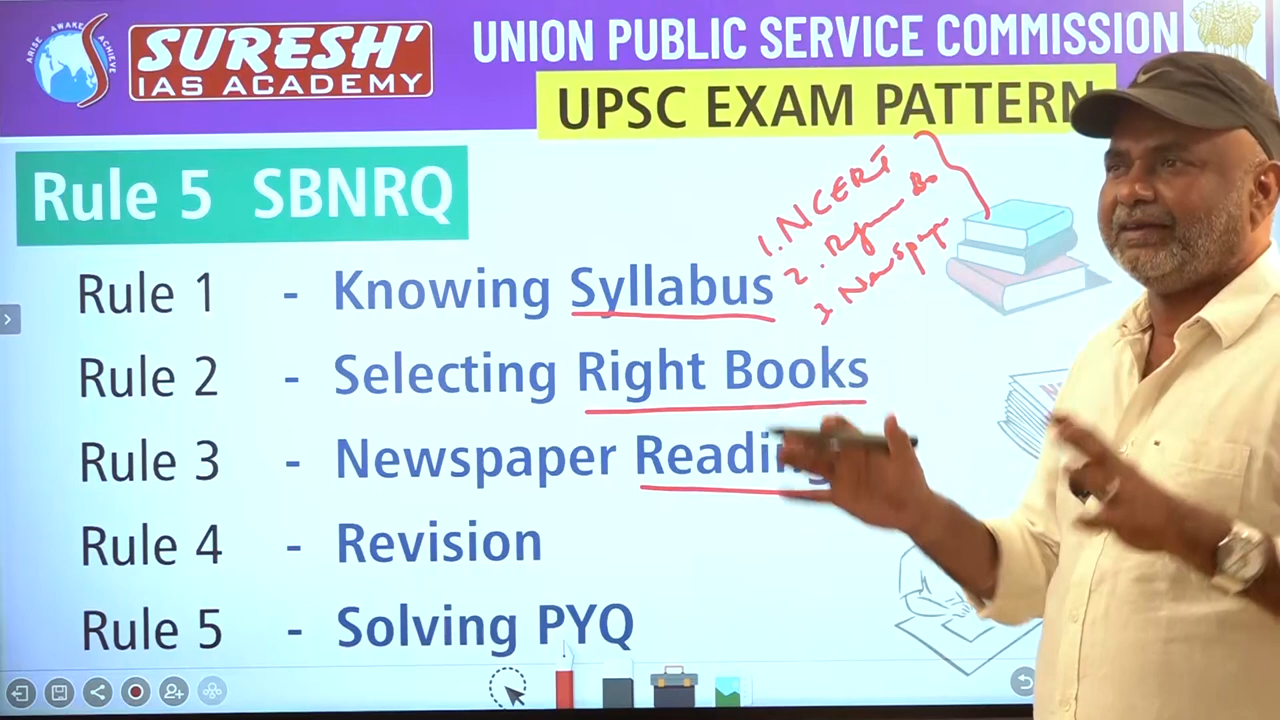 ARISE AWAKE ACHIEVE
SURESH'
IAS ACADEMY
UNION PUBLIC SERVICE COMMISSION
UPSC EXAM PATTERN
Rule 5 SBNRQ
1. NCERT
2.
3. Newspaper
Rule 1 - Knowing Syllabus
Rule 2 - Selecting Right Books
Rule 3 - Newspaper Reading
Rule 4 - Revision
Rule 5 - Solving PYQ